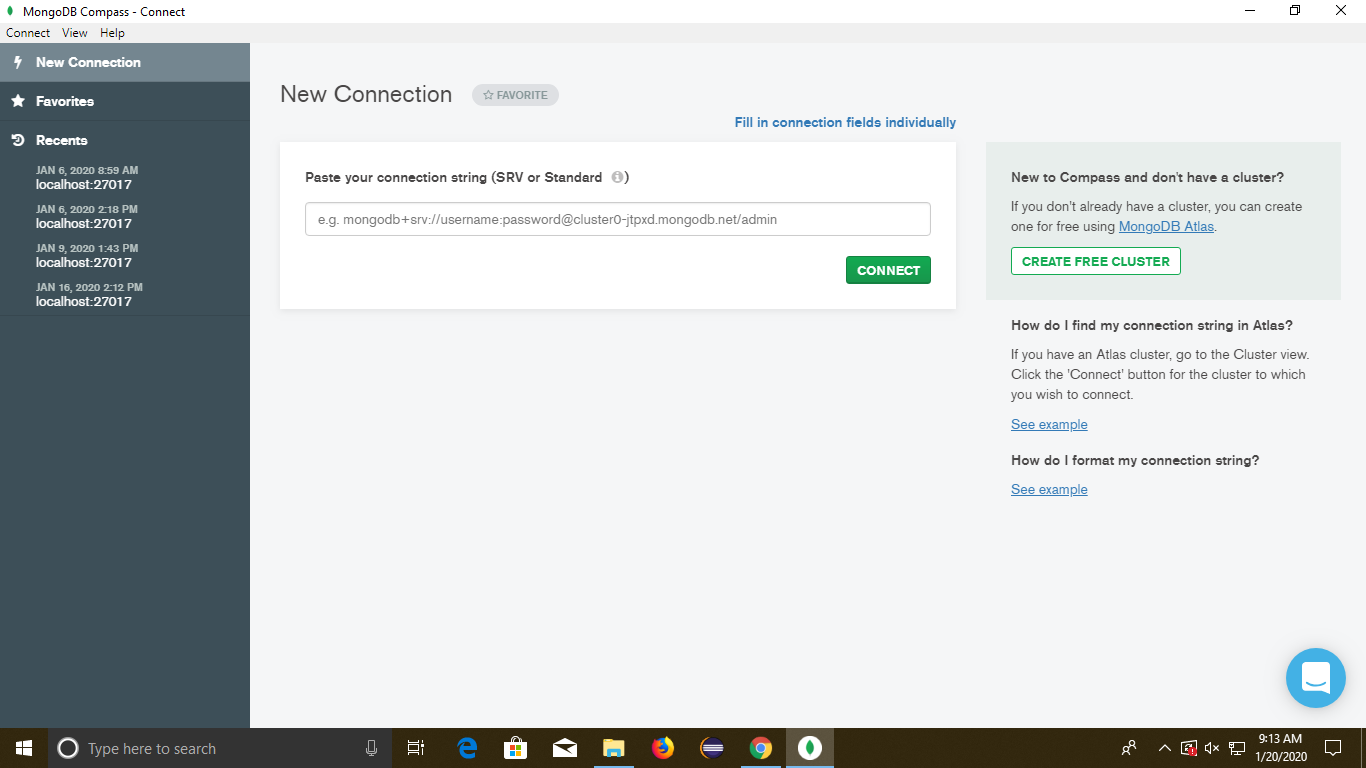 MongoDB Compass - Connect
Connect View Help
New Connection
Favorites
Recents
JAN 6, 2020 8:59 AM
localhost:27017
JAN 6, 2020 2:18 PM
localhost:27017
JAN 9, 2020 1:43 PM
localhost:27017
JAN 16, 2020 2:12 PM
localhost:27017
New Connection
FAVORITE
Fill in connection fields individually
Paste your connection string (SRV or Standard )
e.g. mongodb+srv://username:password@cluster0-jtpxd.mongodb.net/admin
CONNECT
New to Compass and don't have a cluster?
If you don't already have a cluster, you can create
one for free using MongoDB Atlas.
CREATE FREE CLUSTER
How do I find my connection string in Atlas?
If you have an Atlas cluster, go to the Cluster view.
Click the 'Connect' button for the cluster to which
you wish to connect.
See example
How do I format my connection string?
See example
Type here to search
9:13 AM
1/20/2020